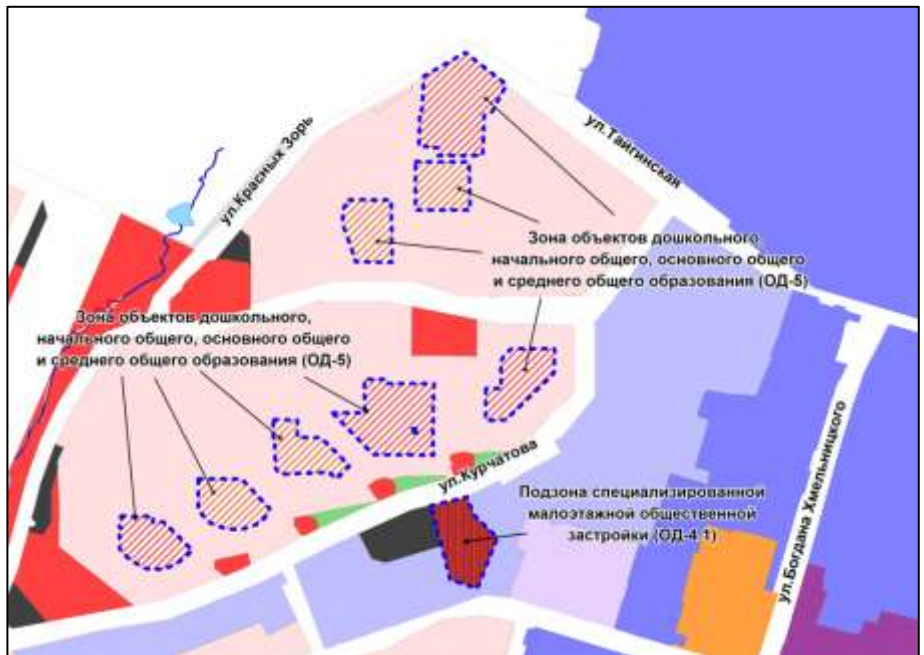 ул.Красных Зорь
ул.Тайгинская
Зона объектов дошкольного,
начального общего, основного общего
и среднего общего образования (ОД-5)
Зона объектов дошкольного,
начального общего, основного общего
и среднего общего образования (ОД-5)
ул.Курчатова
Подзона специализированной
малоэтажной общественной
застройки (ОД-4.1)
ул.Богдана Хмельницкого